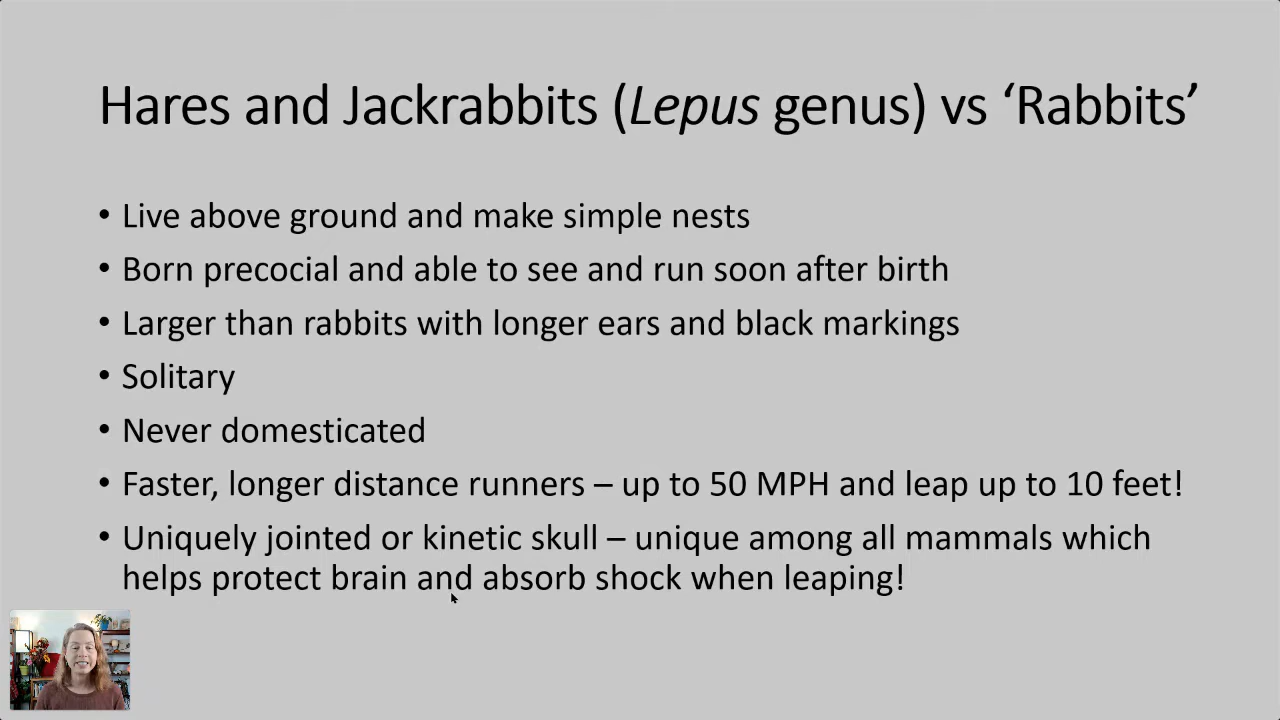 Hares and Jackrabbits (Lepus genus) vs ‘Rabbits’
• Live above ground and make simple nests
• Born precocial and able to see and run soon after birth
• Larger than rabbits with longer ears and black markings
• Solitary
• Never domesticated
• Faster, longer distance runners – up to 50 MPH and leap up to 10 feet!
• Uniquely jointed or kinetic skull – unique among all mammals which
helps protect brain and absorb shock when leaping!